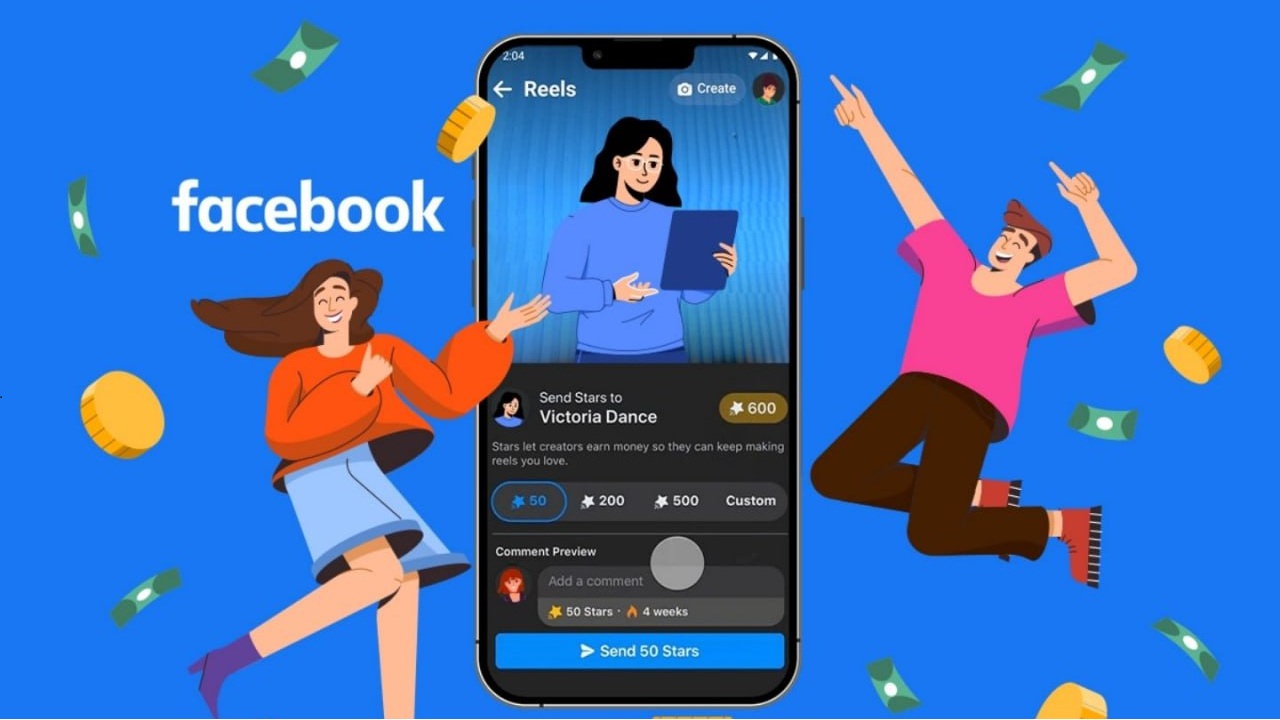 facebook
2:04
Reels
Create
Send Stars to
Victoria Dance
600
Stars let creators earn money so they can keep making
reels you love.
50 200 500 Custom
Comment Preview
Add a comment
50 Stars · 4 weeks
Send 50 Stars